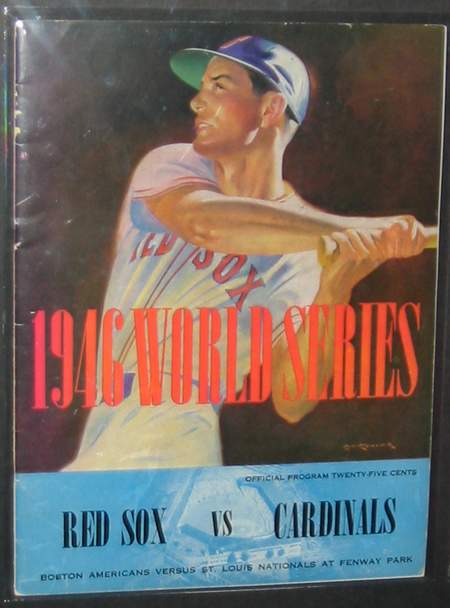 RED SOX
1946 WORLD SERIES
OFFICIAL PROGRAM TWENTY-FIVE CENTS
RED SOX VS CARDINALS
BOSTON AMERICANS VERSUS ST. LOUIS NATIONALS AT FENWAY PARK